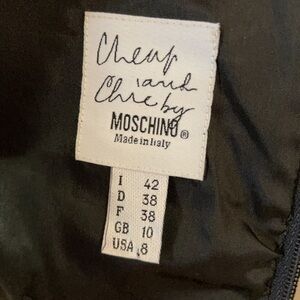 Cheap
and
Chic by
MOSCHINO®
Made in Italy
I 42
D 38
F 38
GB 10
USA 8